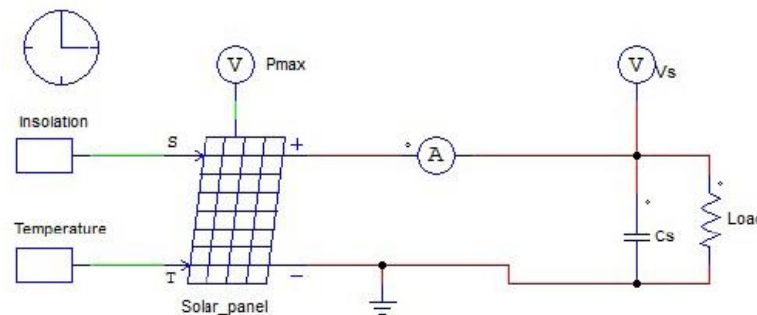 V
Pmax
V
Vs
Insolation
S
+
A
Load
Cs
Temperature
T
−
Solar_panel